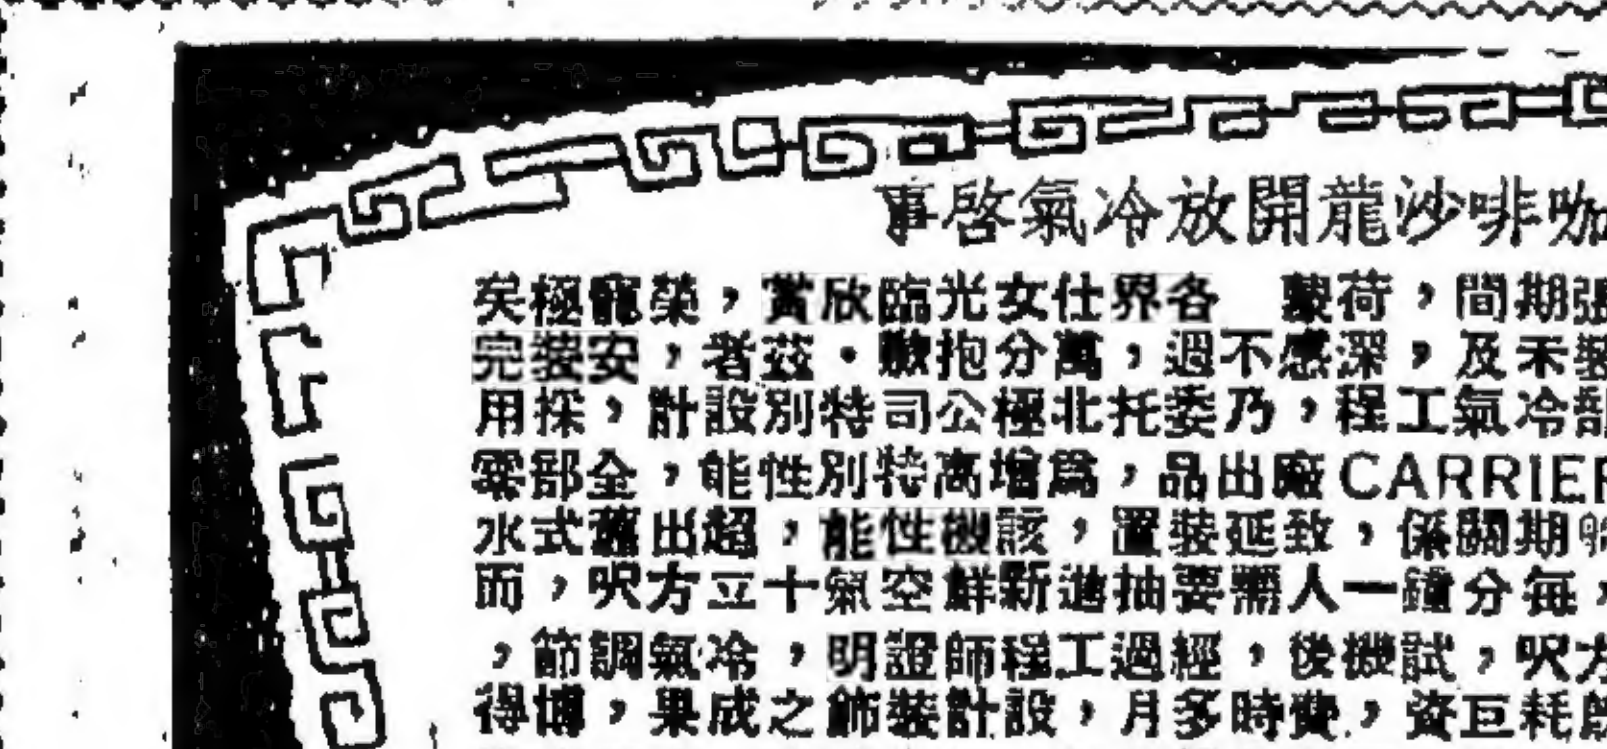 咖啡沙龍開放冷氣啓事
張期間，荷蒙　各界仕女光臨欣賞，榮寵極矣
未及，深感不週，萬分抱歉・茲者，安裝完
部冷氣工程，乃委托北極公司特別設計，採用
CARRIER廠出品，爲增高特別性能，全部零
期關係，致延裝置，該機性能，超出舊式水
，每分鐘一人需要抽進新鮮空氣十立方呎，而
方呎，試機後，經過工程師證明，冷氣調節，
耗巨資，費時多月，設計裝飾之成果，博得